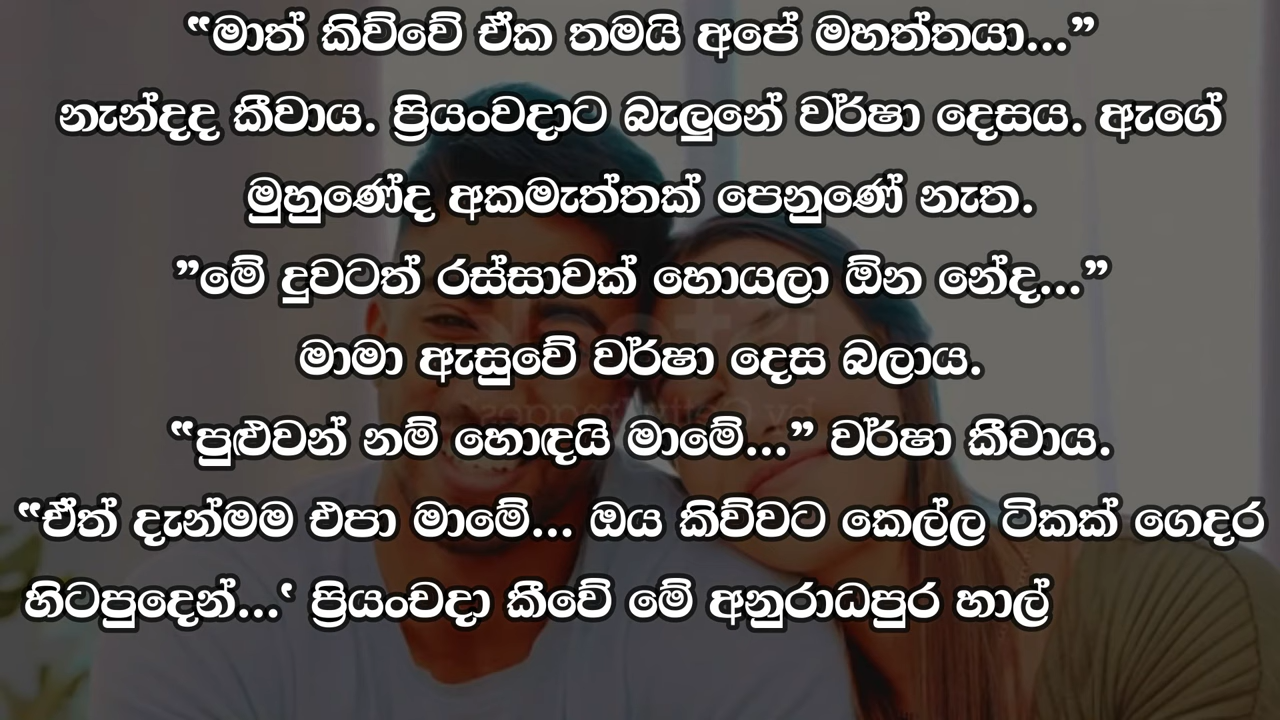 “මාත් කිව්වේ ඒක තමයි අපේ මහත්තයා...”
නැන්දද කීවාය. ප්‍රියංවදාට බැලුනේ වර්ෂා දෙසය. ඇගේ
මුහුණේද අකමැත්තක් පෙනුණේ නැත.
”මේ දුවටත් රස්සාවක් හොයලා ඕන නේද...”
මාමා ඇසුවේ වර්ෂා දෙස බලාය.
“පුළුවන් නම් හොඳයි මාමේ...” වර්ෂා කීවාය.
“ඒත් දැන්මම එපා මාමේ... ඔය කිව්වට කෙල්ල ටිකක් ගෙදර
හිටපුදෙන්...‘ ප්‍රියංචදා කීවේ මේ අනුරාධපුර හාල්